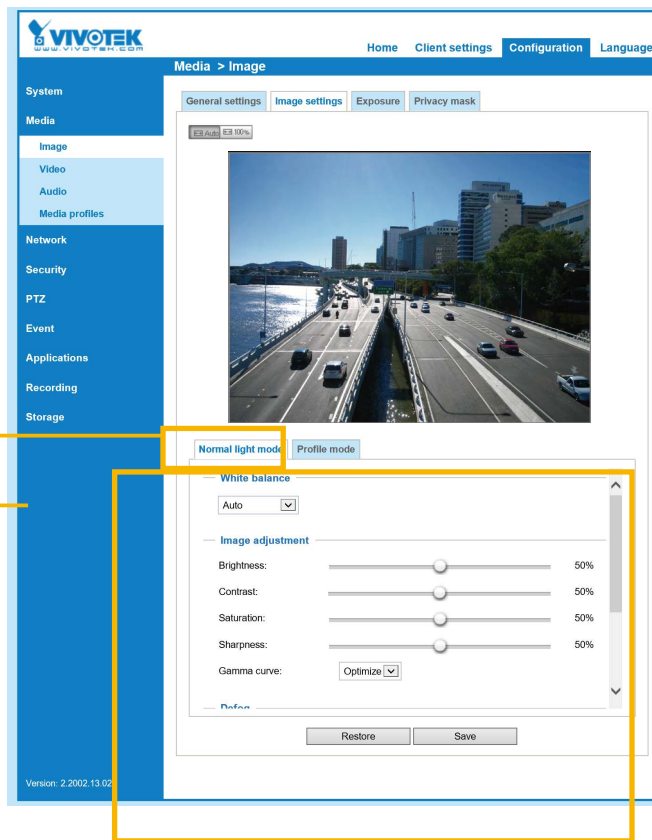 VIVOTEK
WWW.VIVOTEK.COM
Home Client settings Configuration Language
Media > Image
System
Media
Image
Video
Audio
Media profiles
Network
Security
PTZ
Event
Applications
Recording
Storage
Version: 2.2002.13.02
General settings Image settings Exposure Privacy mask
Auto 100%
Normal light mode Profile mode
White balance
Auto
Image adjustment
Brightness: 50%
Contrast: 50%
Saturation: 50%
Sharpness: 50%
Gamma curve: Optimize
Defog
Restore Save